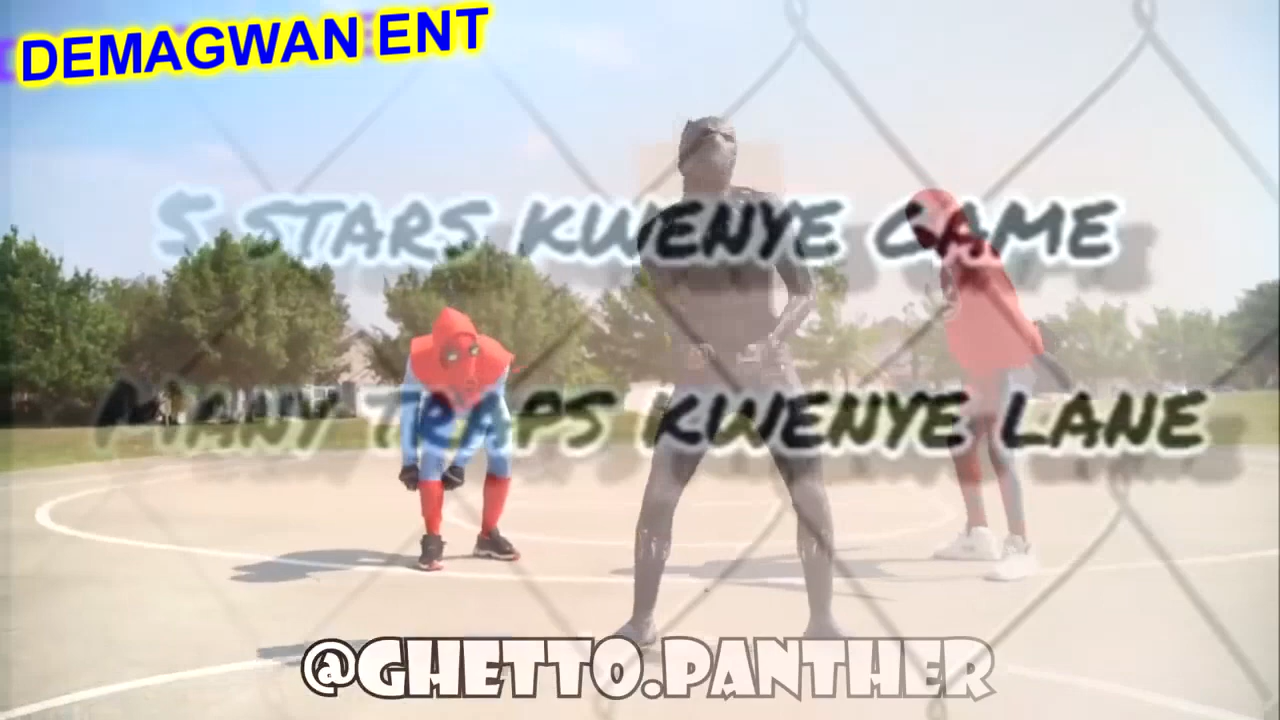 DEMAGWAN ENT
5 STARS KWENYE GAME
MANY TRAPS KWENYE LANE
@GHETTO.PANTHER